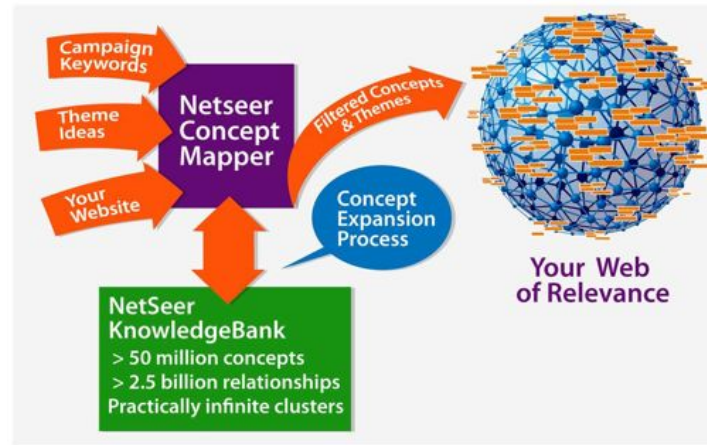 Campaign
Keywords
Theme
Ideas
Your
Website
Netseer
Concept
Mapper
Filtered Concepts
& Themes
Concept
Expansion
Process
Your Web
of Relevance
NetSeer
KnowledgeBank
> 50 million concepts
> 2.5 billion relationships
Practically infinite clusters